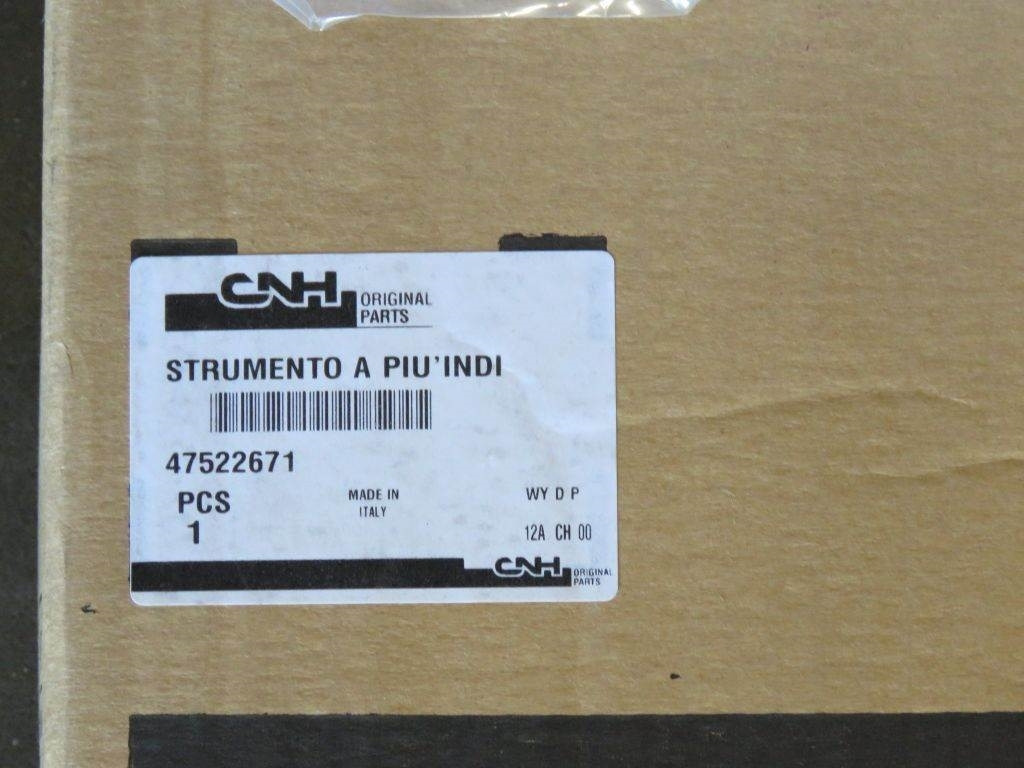 CNH
ORIGINAL
PARTS
STRUMENTO A PIU'INDI
47522671
PCS
1
MADE IN
ITALY
WY D P
12A CH 00
CNH
ORIGINAL
PARTS